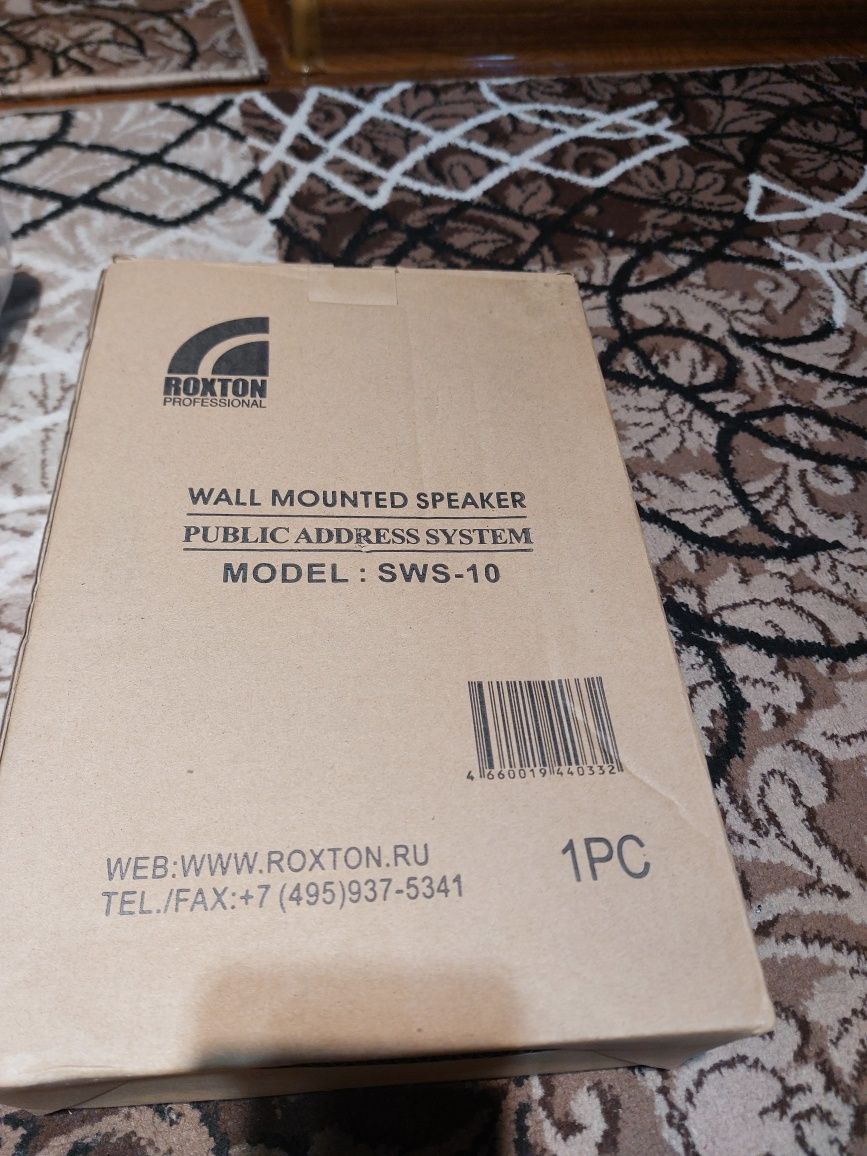 ROXTON
PROFESSIONAL
WALL MOUNTED SPEAKER
PUBLIC ADDRESS SYSTEM
MODEL : SWS-10
4 660019 440332
WEB:WWW.ROXTON.RU
TEL./FAX:+7 (495)937-5341
1PC